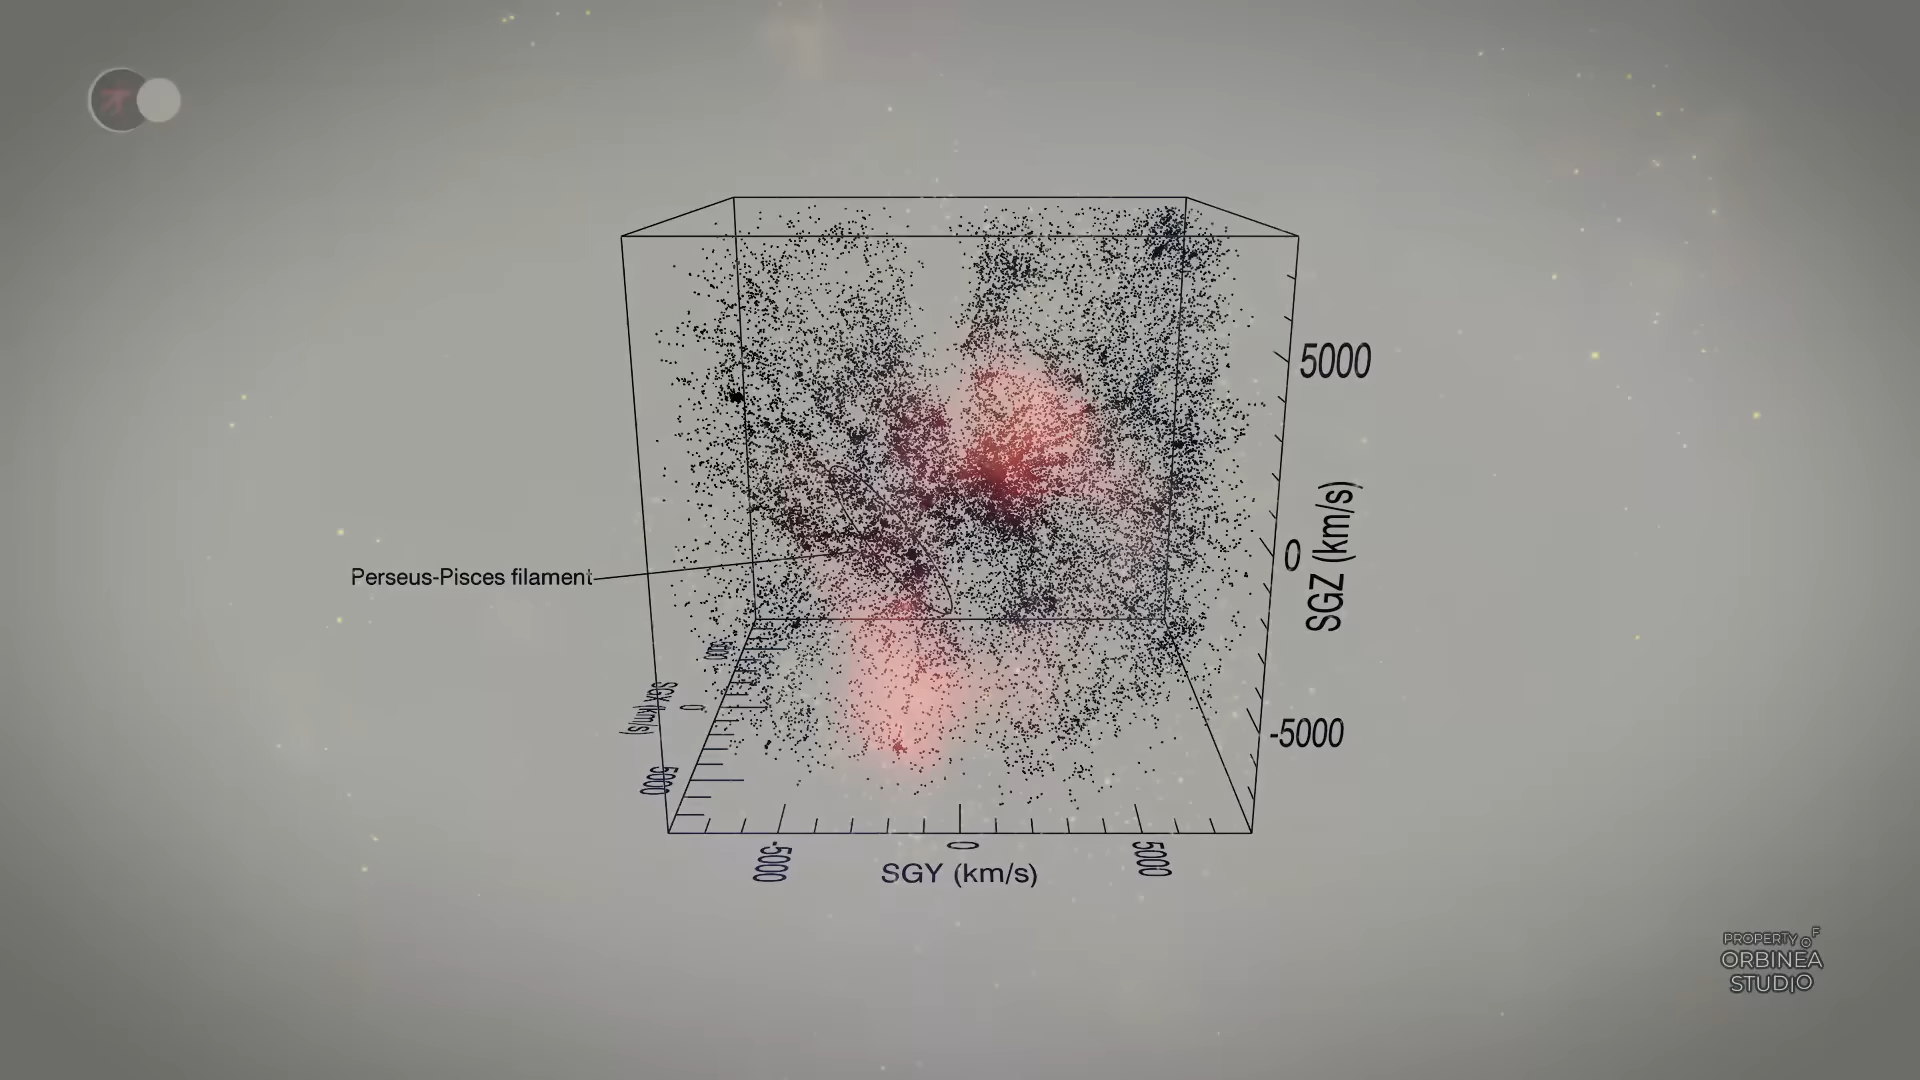 5000
Perseus-Pisces filament
0
SGZ (km/s)
-5000
0
SGX (km/s)
5000
-5000
0
5000
SGY (km/s)
PROPERTY OF
ORBINEA
STUDIO